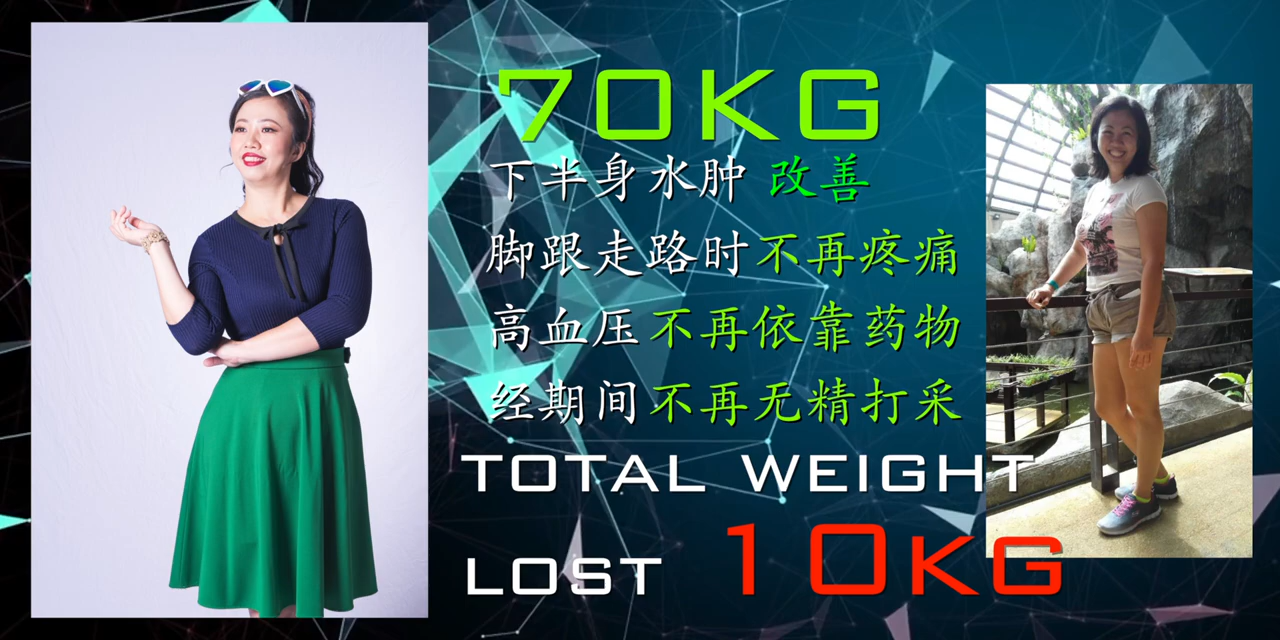 70KG
下半身水肿 改善
脚跟走路时不再疼痛
高血压 不再依靠药物
经期间 不再无精打采
TOTAL WEIGHT
LOST 10KG